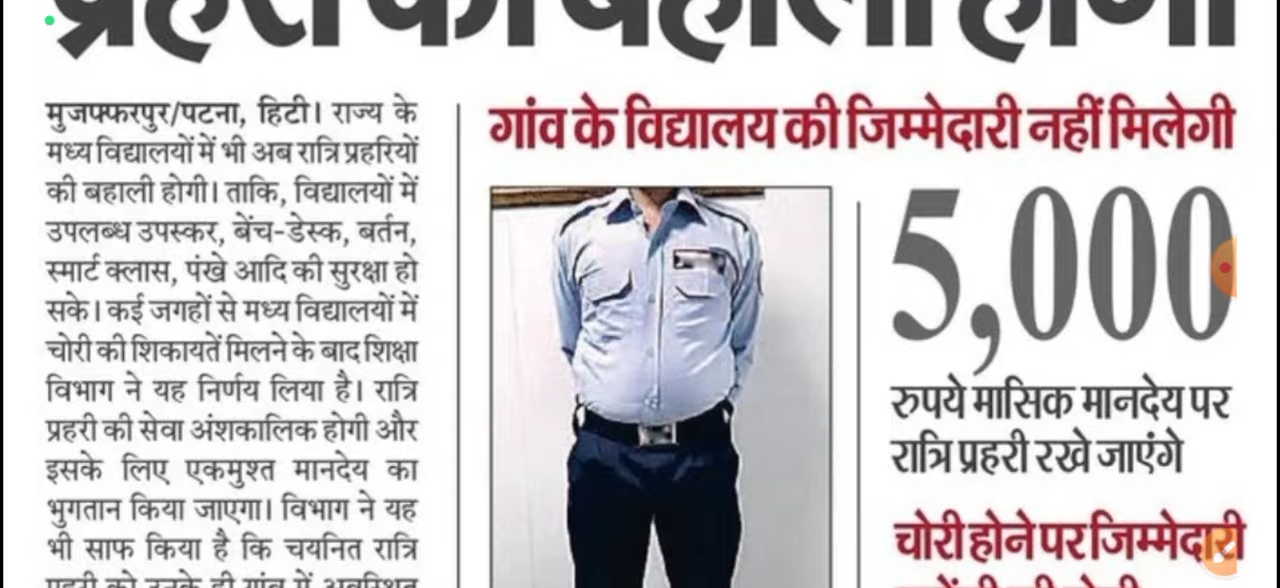 प्रहरी की बहाली होगी
मुजफ्फरपुर/पटना, हिटी। राज्य के
मध्य विद्यालयों में भी अब रात्रि प्रहरियों
की बहाली होगी। ताकि, विद्यालयों में
उपलब्ध उपस्कर, बेंच-डेस्क, बर्तन,
स्मार्ट क्लास, पंखे आदि की सुरक्षा हो
सके। कई जगहों से मध्य विद्यालयों में
चोरी की शिकायतें मिलने के बाद शिक्षा
विभाग ने यह निर्णय लिया है। रात्रि
प्रहरी की सेवा अंशकालिक होगी और
इसके लिए एकमुश्त मानदेय का
भुगतान किया जाएगा। विभाग ने यह
भी साफ किया है कि चयनित रात्रि
गांव के विद्यालय की जिम्मेदारी नहीं मिलेगी
5,000
रुपये मासिक मानदेय पर
रात्रि प्रहरी रखे जाएंगे
चोरी होने पर जिम्मेदारी